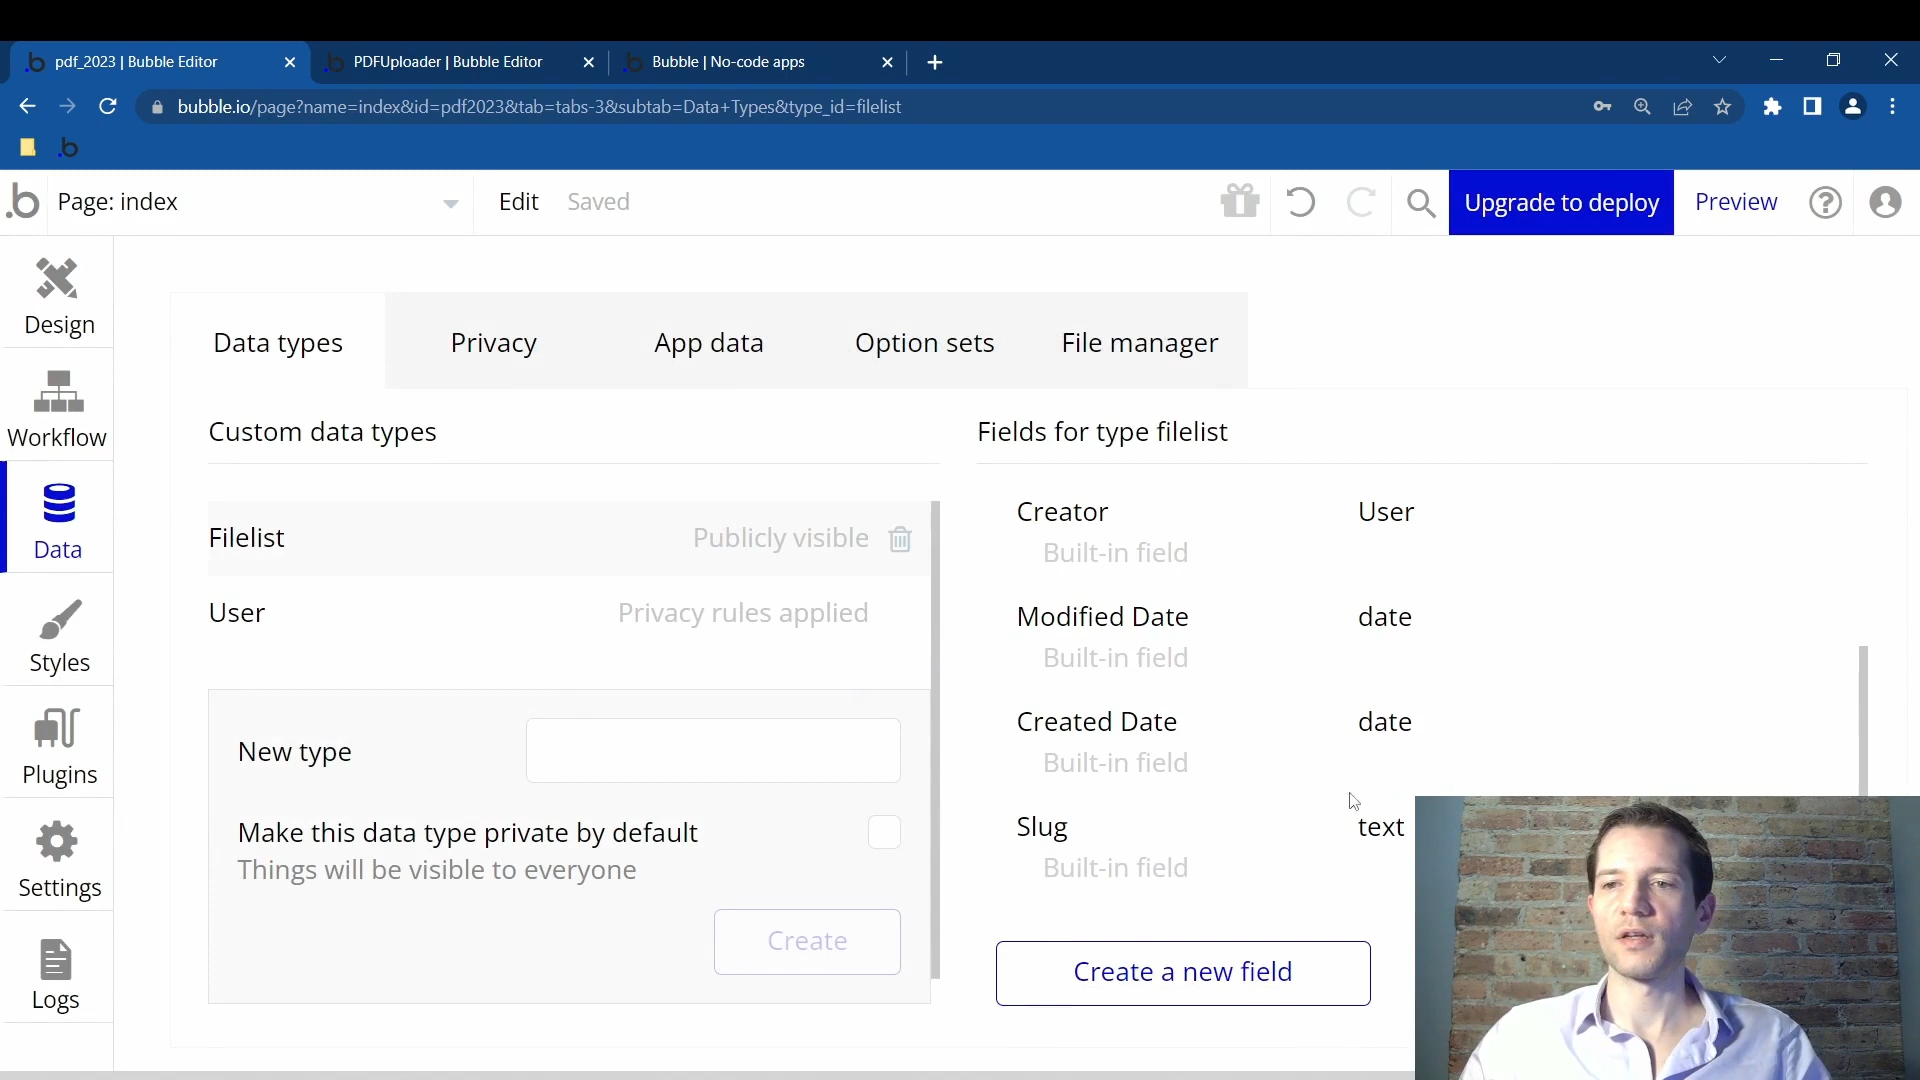 pdf_2023 | Bubble Editor
PDFUploader | Bubble Editor
Bubble | No-code apps
bubble.io/page?name=index&id=pdf2023&tab=tabs-3&subtab=Data+Types&type_id=filelist
Page: index
Edit
Saved
Upgrade to deploy
Preview
Design
Workflow
Data
Styles
Plugins
Settings
Logs
Data types
Privacy
App data
Option sets
File manager
Custom data types
Filelist
Publicly visible
User
Privacy rules applied
New type
Make this data type private by default
Things will be visible to everyone
Create
Fields for type filelist
Creator
User
Built-in field
Modified Date
date
Built-in field
Created Date
date
Built-in field
Slug
text
Built-in field
Create a new field